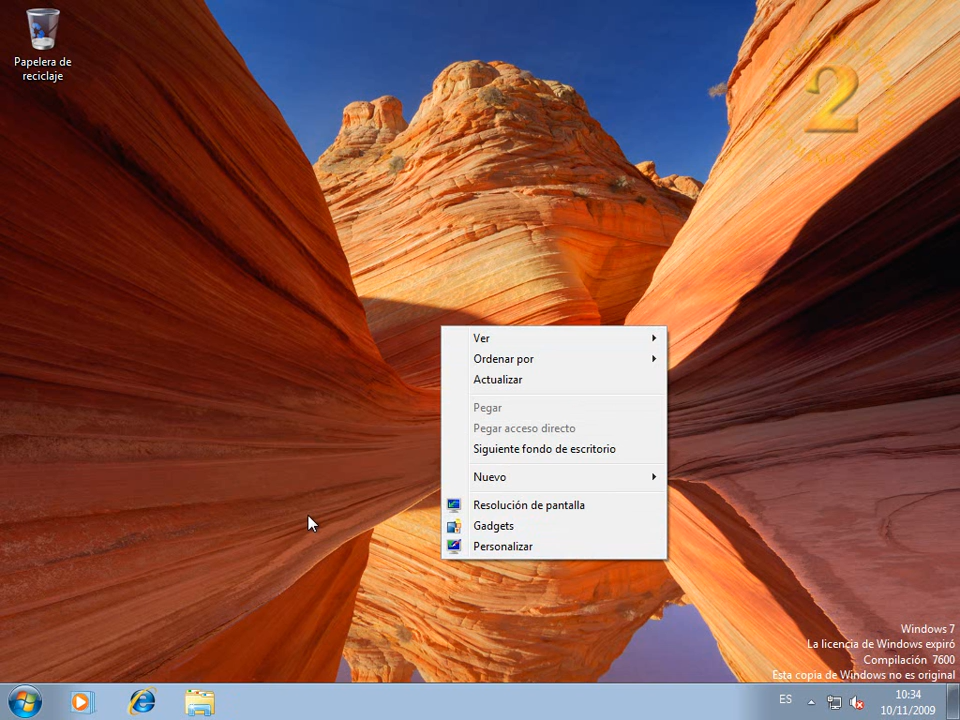 Papelera de
reciclaje
2
Ver
Ordenar por
Actualizar
Pegar
Pegar acceso directo
Siguiente fondo de escritorio
Nuevo
Resolución de pantalla
Gadgets
Personalizar
Windows 7
La licencia de Windows expiró
Compilación 7600
Esta copia de Windows no es original
ES
10:34
10/11/2009